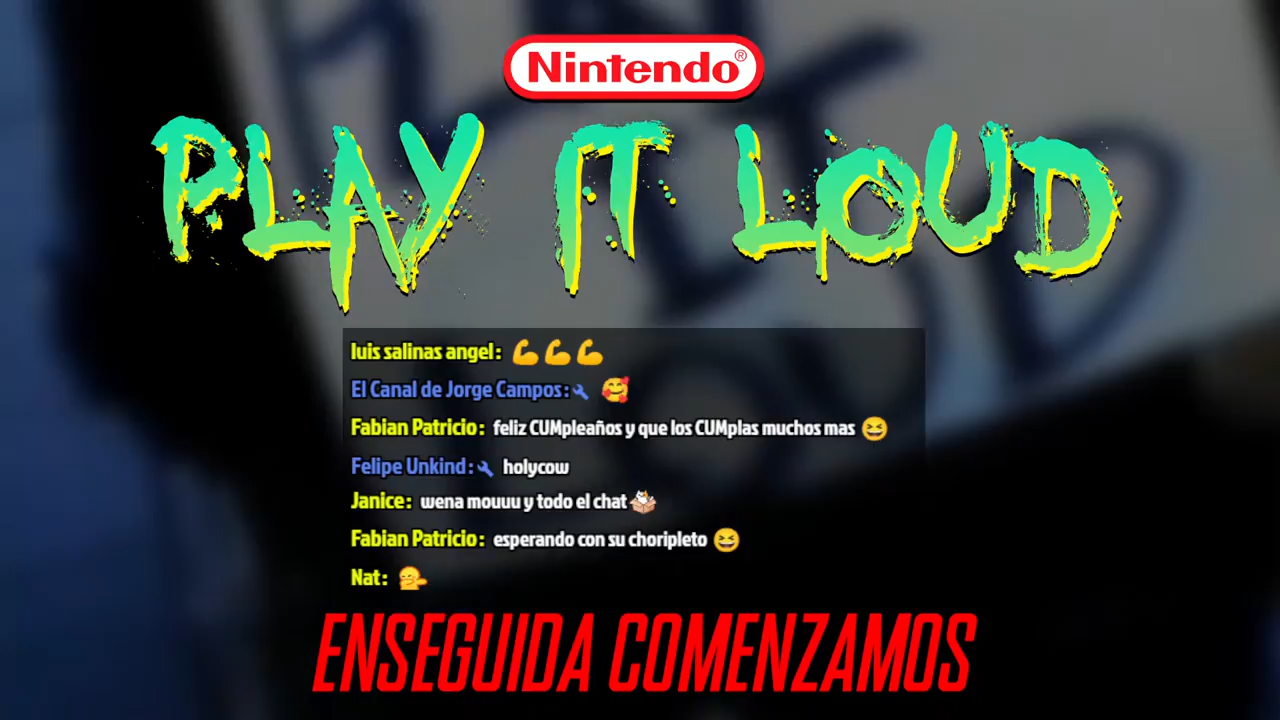 Nintendo®
PLAY IT LOUD
luis salinas angel: 💪💪💪
El Canal de Jorge Campos:🔧 🥰
Fabian Patricio: feliz CUMpleaños y que los CUMplas muchos mas 😆
Felipe Unkind:🔧 holycow
Janice: wena mouuu y todo el chat
Fabian Patricio: esperando con su choripleto 😆
Nat:
ENSEGUIDA COMENZAMOS